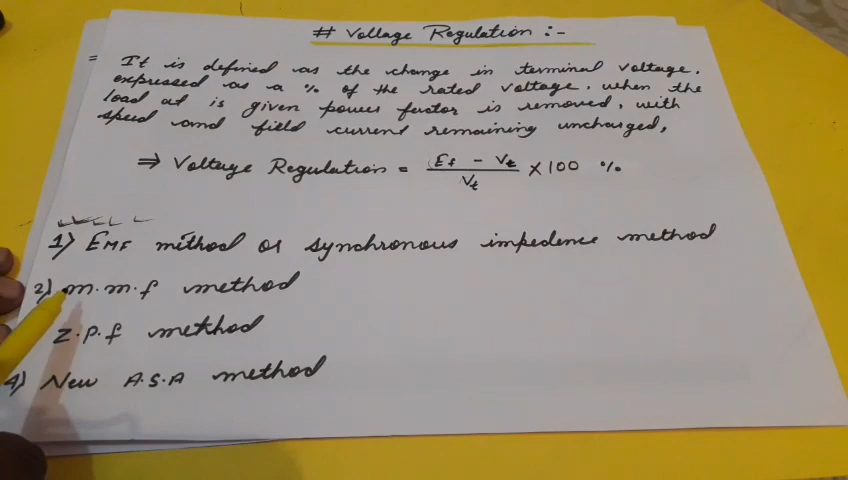 # Voltage Regulation :-
= It is defined as the change in terminal voltage,
expressed as a % of the rated voltage, when the
load at is given power factor is removed, with
speed and field current remaining unchanged,
⇒ Voltage Regulation = (Ef - Vt) / Vt × 100 %
1) EMF method or synchronous impedence method
2) m.m.f method
Z.P.f method
4) New A.S.A method